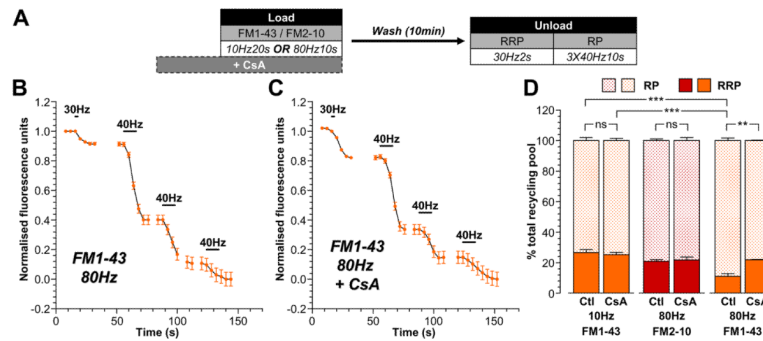 A
Load
FM1-43 / FM2-10
10Hz20s OR 80Hz10s
+ CsA
Wash (10min)
Unload
RRP RP
30Hz2s 3X40Hz10s
B
Normalised fluorescence units
1.2
1.0
0.8
0.6
0.4
0.2
0.0
-0.2
30Hz
40Hz
40Hz
40Hz
FM1-43
80Hz
0 50 100 150
Time (s)
C
Normalised fluorescence units
1.2
1.0
0.8
0.6
0.4
0.2
0.0
-0.2
30Hz
40Hz
40Hz
40Hz
FM1-43
80Hz
+ CsA
0 50 100 150
Time (s)
D
RP RRP
% total recycling pool
120
100
80
60
40
20
0
***
***
ns ns **
Ctl CsA Ctl CsA Ctl CsA
10Hz 80Hz 80Hz
FM1-43 FM2-10 FM1-43